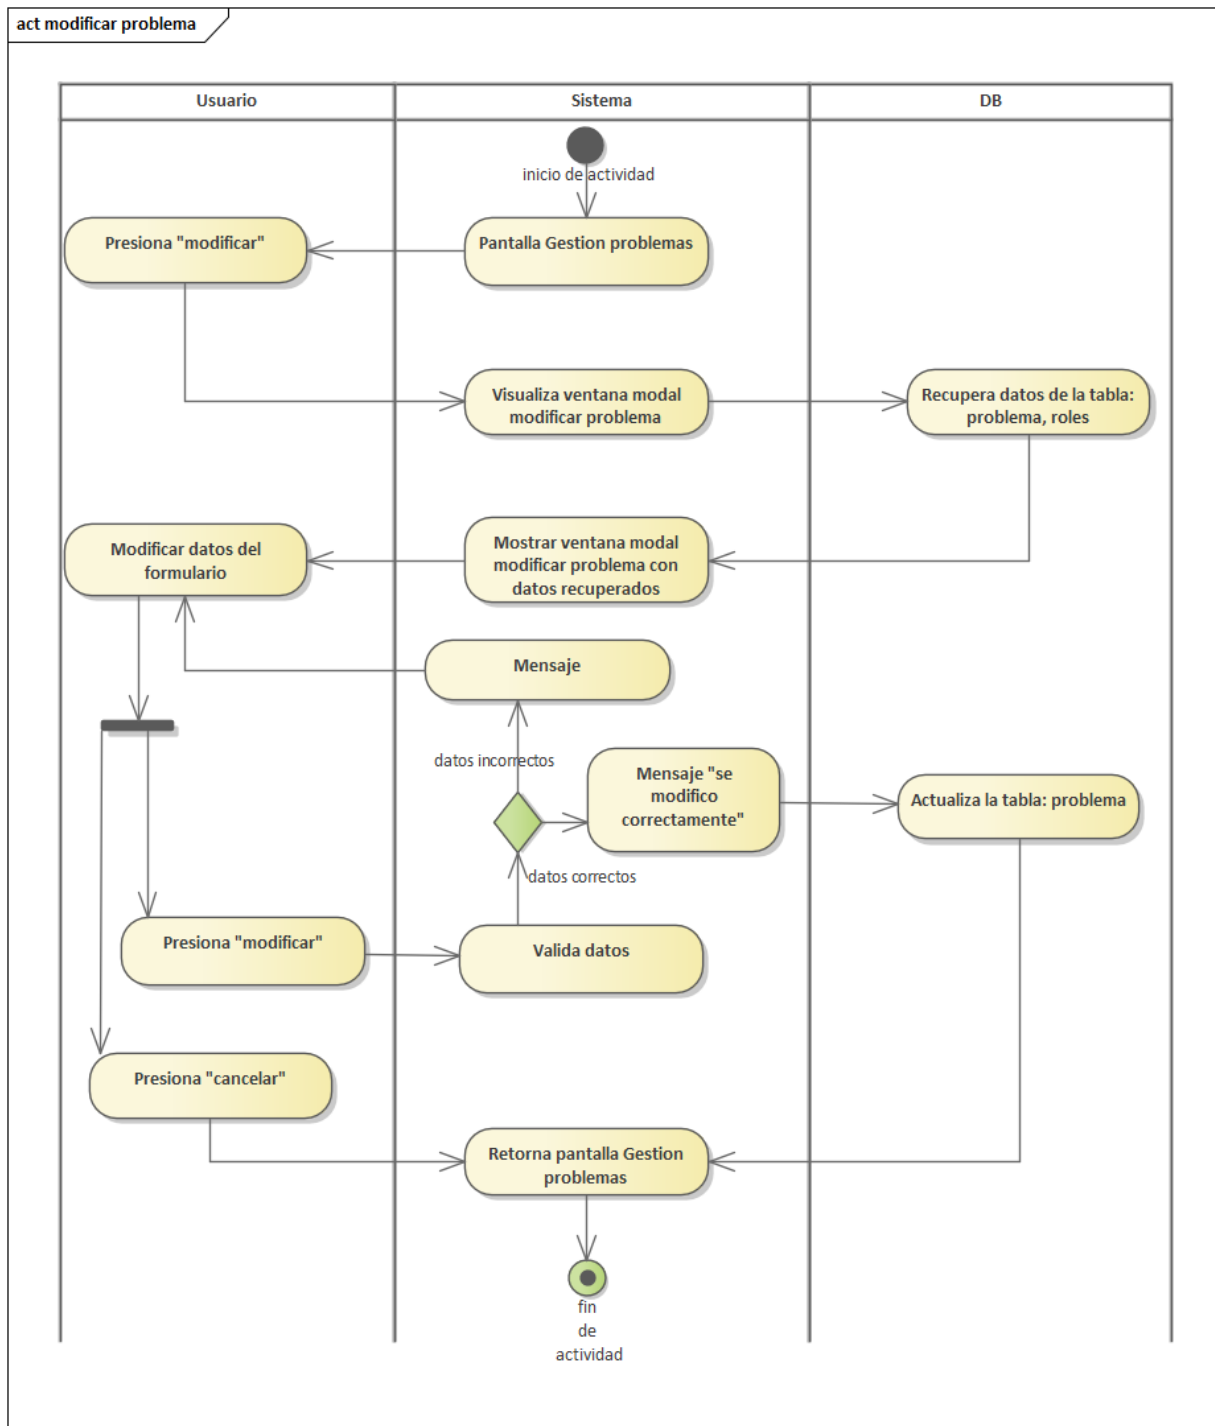 act modificar problema
Usuario
Sistema
DB
inicio de actividad
Presiona "modificar"
Pantalla Gestion problemas
Visualiza ventana modal
modificar problema
Recupera datos de la tabla:
problema, roles
Modificar datos del
formulario
Mostrar ventana modal
modificar problema con
datos recuperados
Mensaje
datos incorrectos
Mensaje "se
modifico
correctamente"
Actualiza la tabla: problema
datos correctos
Presiona "modificar"
Valida datos
Presiona "cancelar"
Retorna pantalla Gestion
problemas
fin
de
actividad